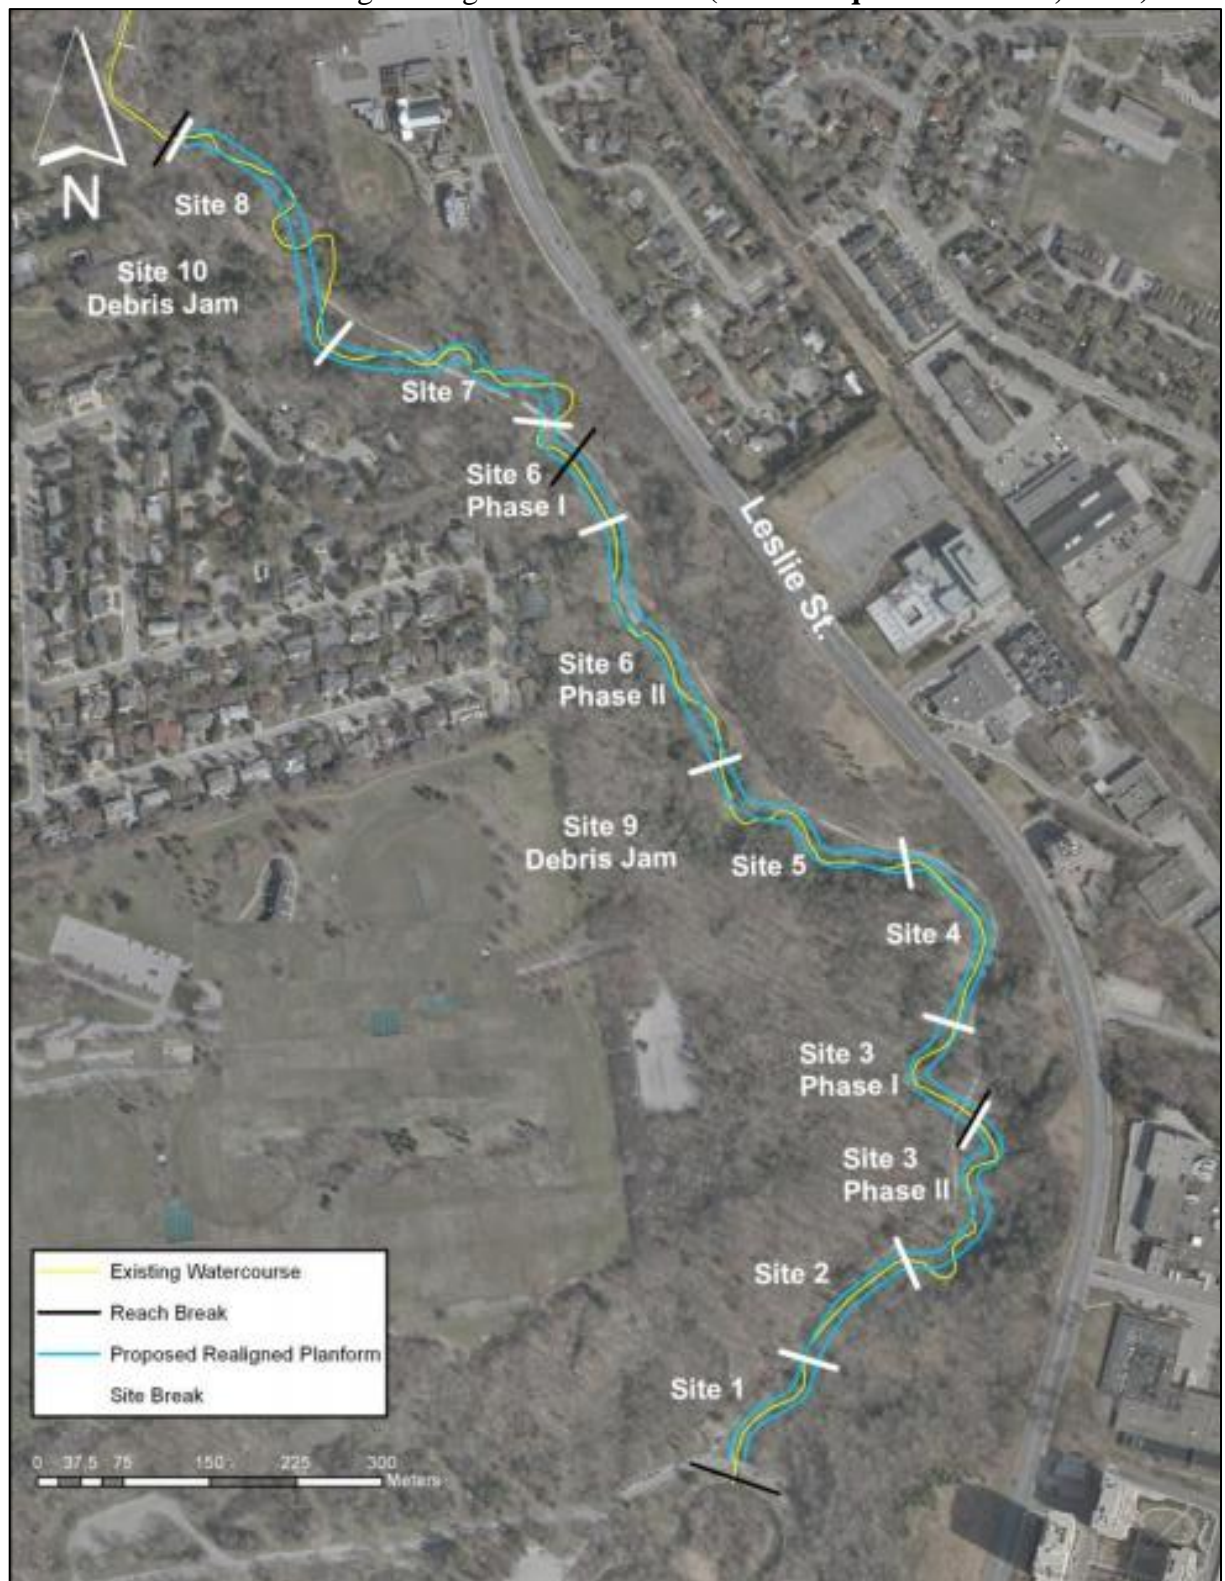 N
Site 8
Site 10
Debris Jam
Site 7
Site 6
Phase I
Leslie St.
Site 6
Phase II
Site 9
Debris Jam
Site 5
Site 4
Site 3
Phase I
Site 3
Phase II
Site 2
Site 1
Existing Watercourse
Reach Break
Proposed Realigned Planform
Site Break
0 37.5 75 150 225 300
Meters